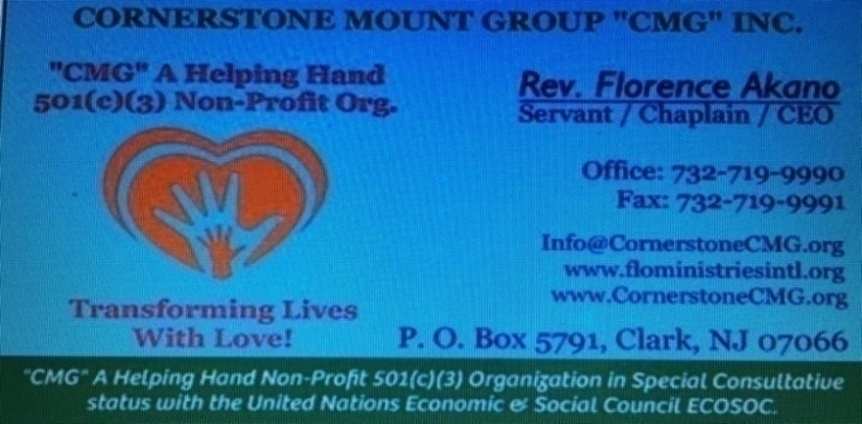 CORNERSTONE MOUNT GROUP "CMG" INC.
"CMG" A Helping Hand
501(c)(3) Non-Profit Org.
Rev. Florence Akano
Servant / Chaplain / CEO
Office: 732-719-9990
Fax: 732-719-9991
Info@CornerstoneCMG.org
www.floministriesintl.org
www.CornerstoneCMG.org
Transforming Lives
With Love!
P. O. Box 5791, Clark, NJ 07066
"CMG" A Helping Hand Non-Profit 501(c)(3) Organization in Special Consultative
status with the United Nations Economic & Social Council ECOSOC.